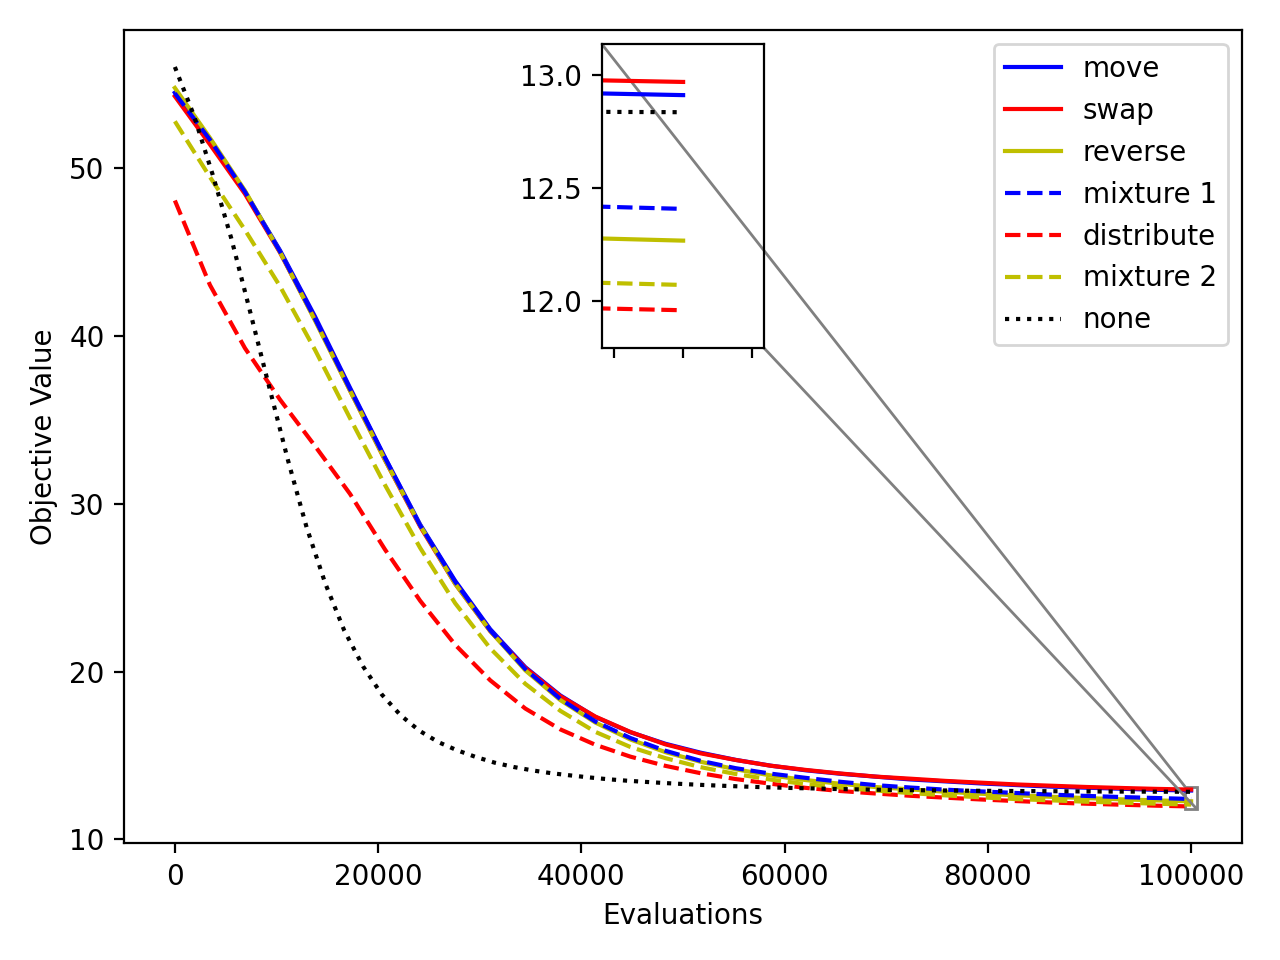 Objective Value
50
40
30
20
10
13.0
12.5
12.0
move
swap
reverse
mixture 1
distribute
mixture 2
none
0
20000
40000
60000
80000
100000
Evaluations